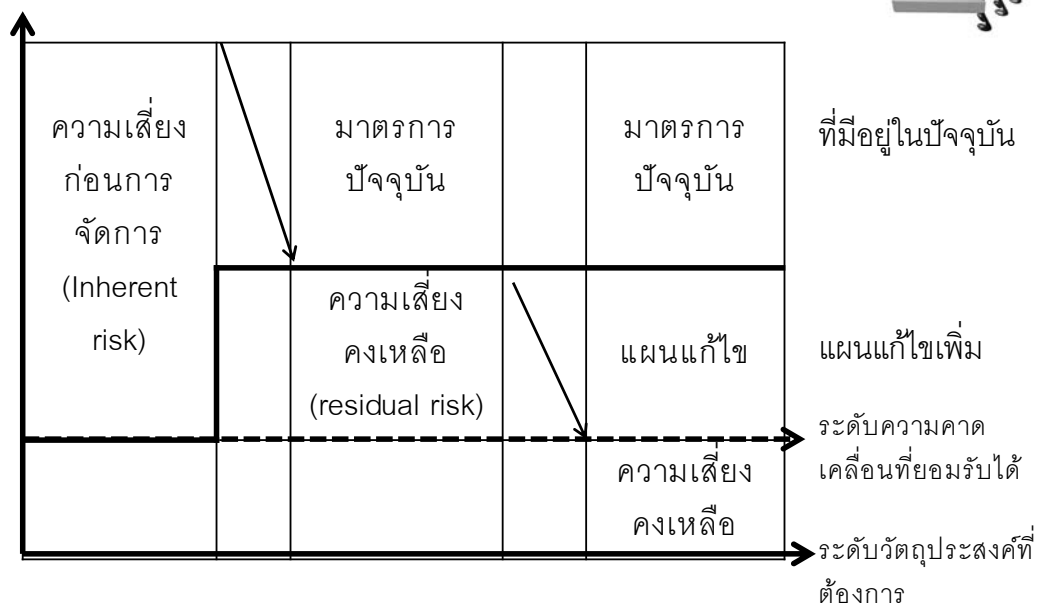 ความเสี่ยง
ก่อนการ
จัดการ
(Inherent
risk)
มาตรการ
ปัจจุบัน
ความเสี่ยง
คงเหลือ
(residual risk)
มาตรการ
ปัจจุบัน
แผนแก้ไข
ความเสี่ยง
คงเหลือ
ที่มีอยู่ในปัจจุบัน
แผนแก้ไขเพิ่ม
ระดับความคาด
เคลื่อนที่ยอมรับได้
ระดับวัตถุประสงค์ที่
ต้องการ